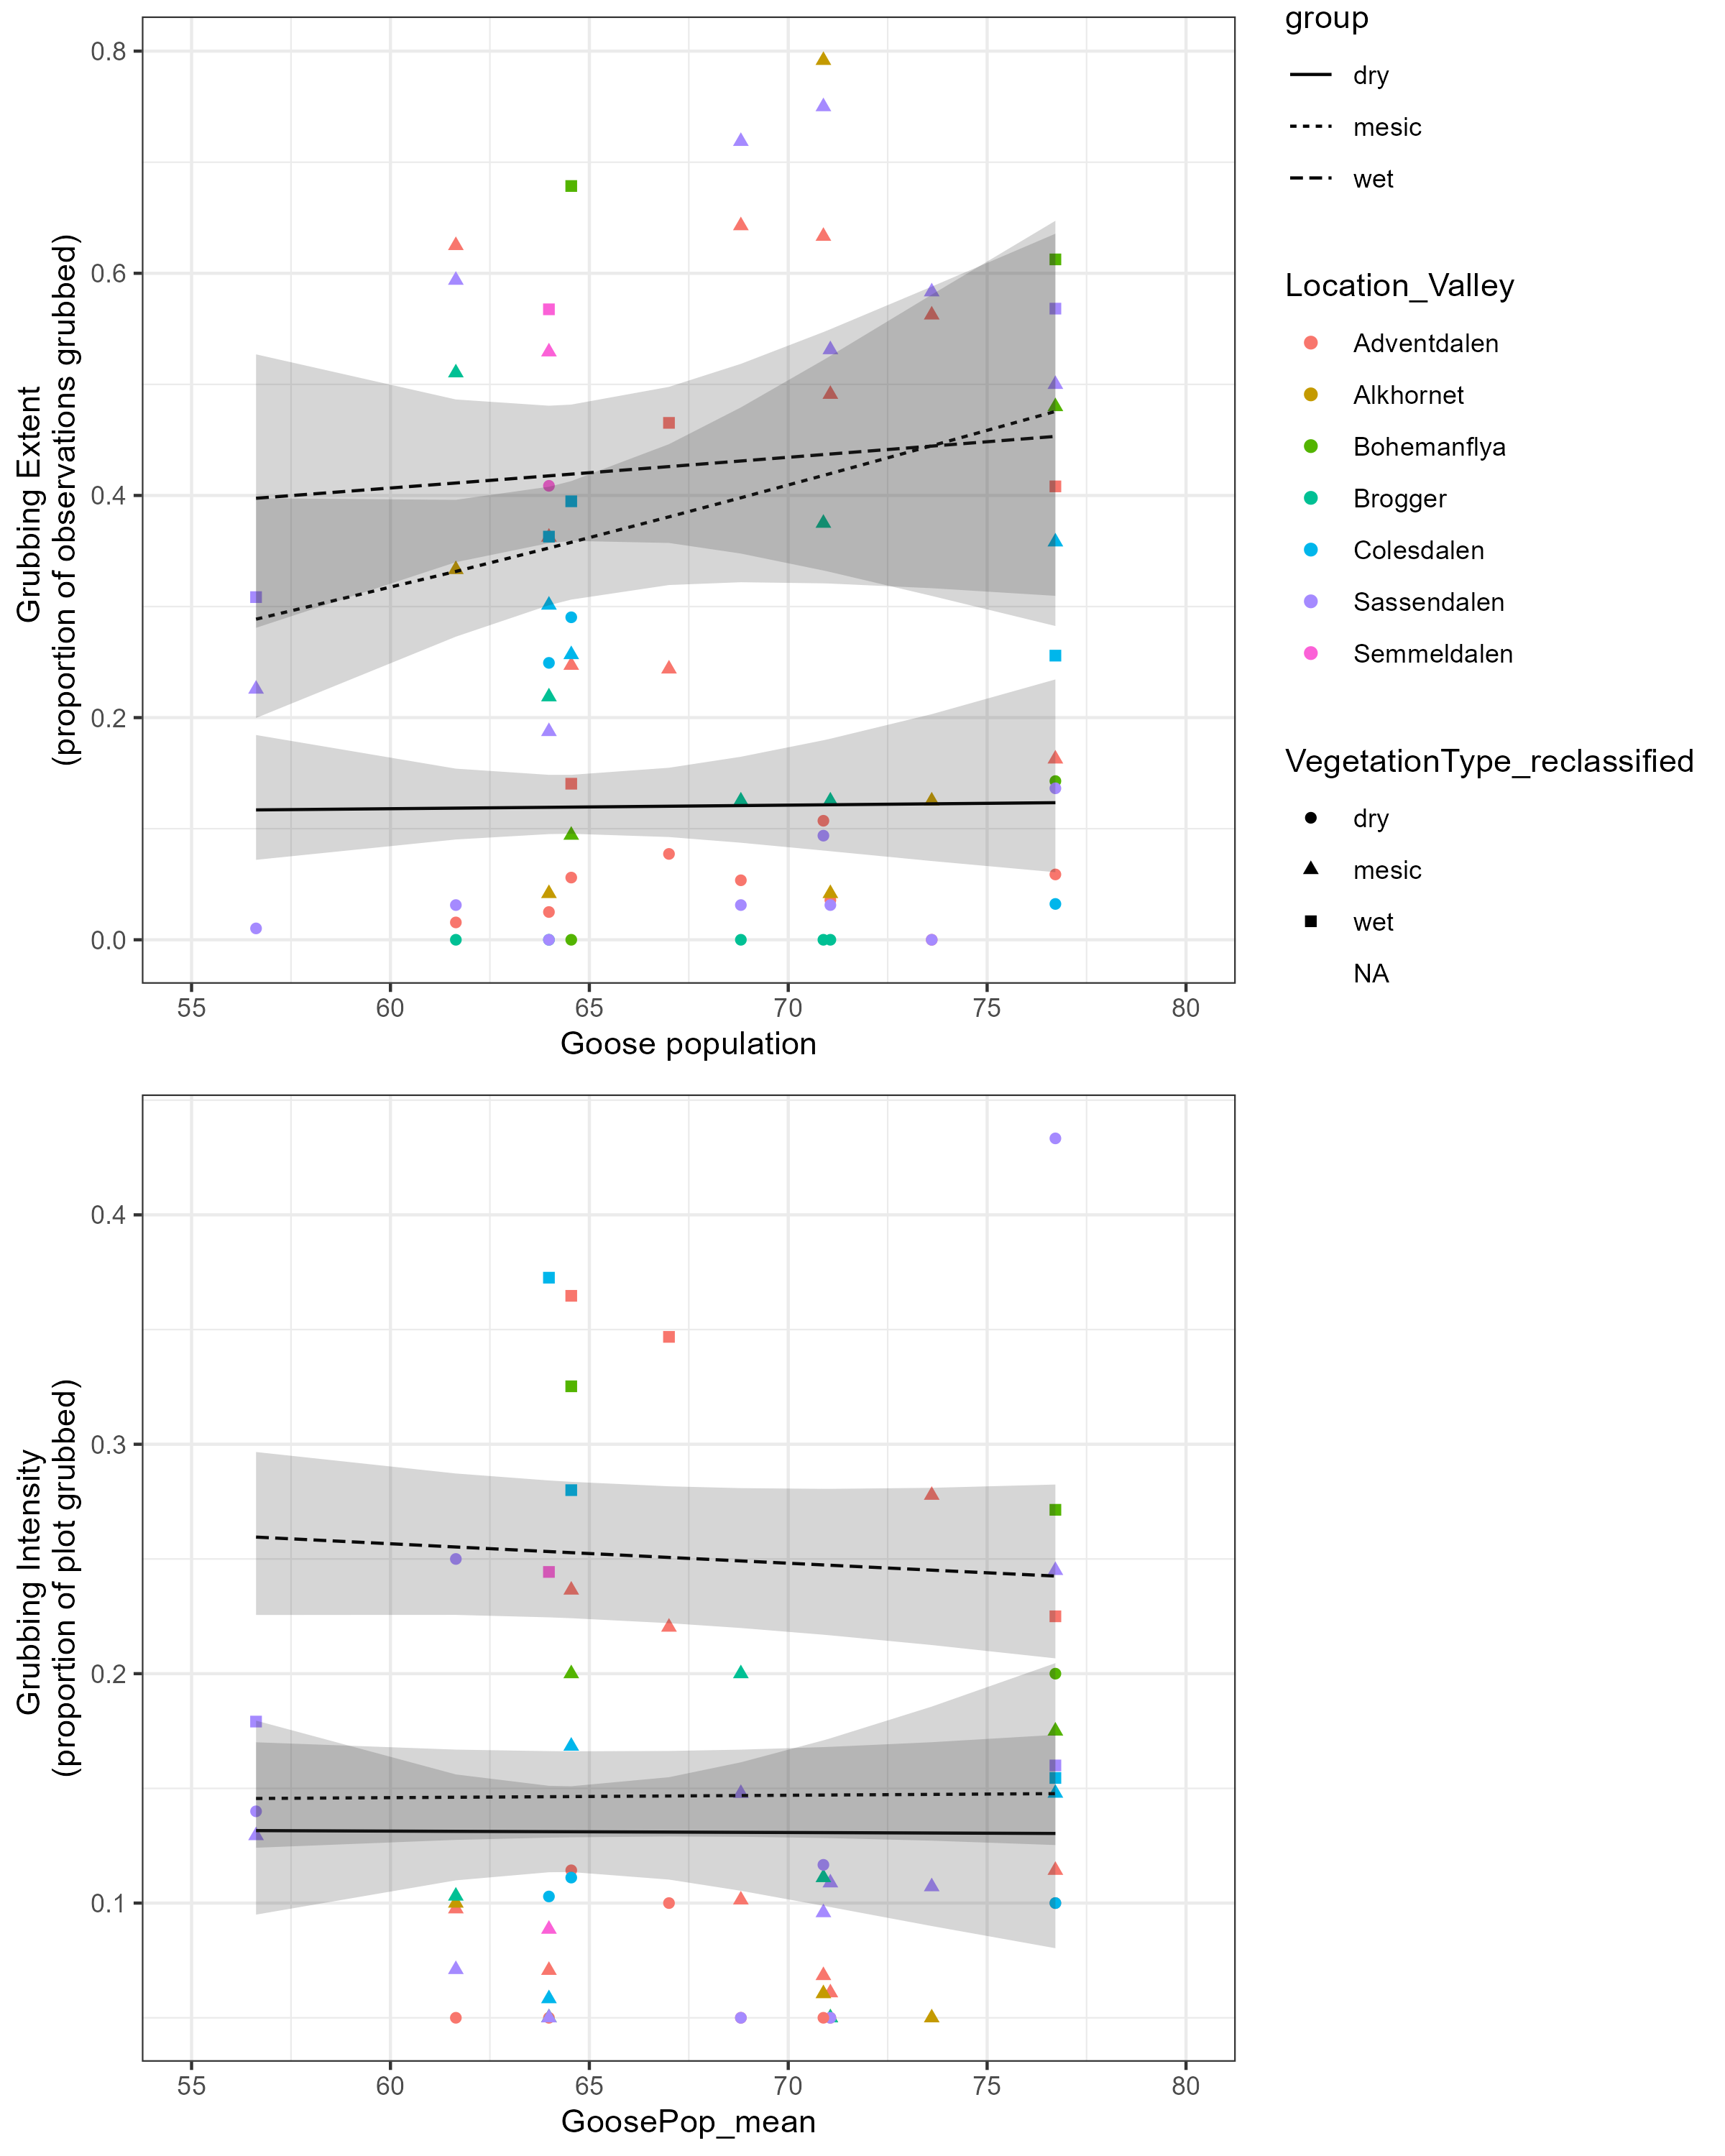 group
dry
mesic
wet
Location_Valley
Adventdalen
Alkhornet
Bohemanflya
Brogger
Colesdalen
Sassendalen
Semmeldalen
VegetationType_reclassified
dry
mesic
wet
NA
Grubbing Extent
(proportion of observations grubbed)
0.8
0.6
0.4
0.2
0.0
55 60 65 70 75 80
Goose population
Grubbing Intensity
(proportion of plot grubbed)
0.4
0.3
0.2
0.1
55 60 65 70 75 80
GoosePop_mean